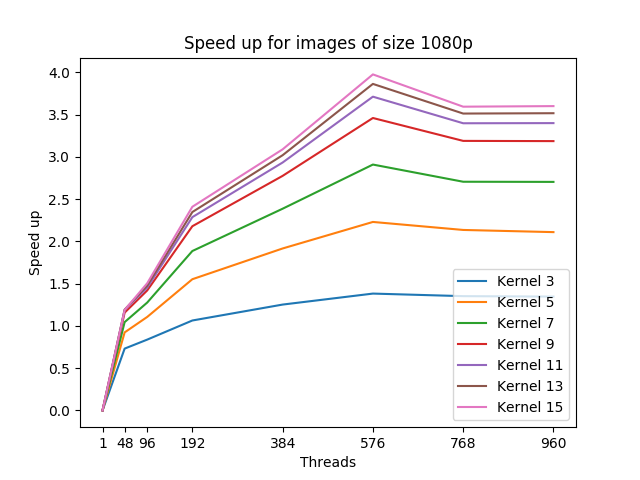 Speed up for images of size 1080p
Speed up
4.0
3.5
3.0
2.5
2.0
1.5
1.0
0.5
0.0
Kernel 3
Kernel 5
Kernel 7
Kernel 9
Kernel 11
Kernel 13
Kernel 15
1 48 96 192 384 576 768 960
Threads